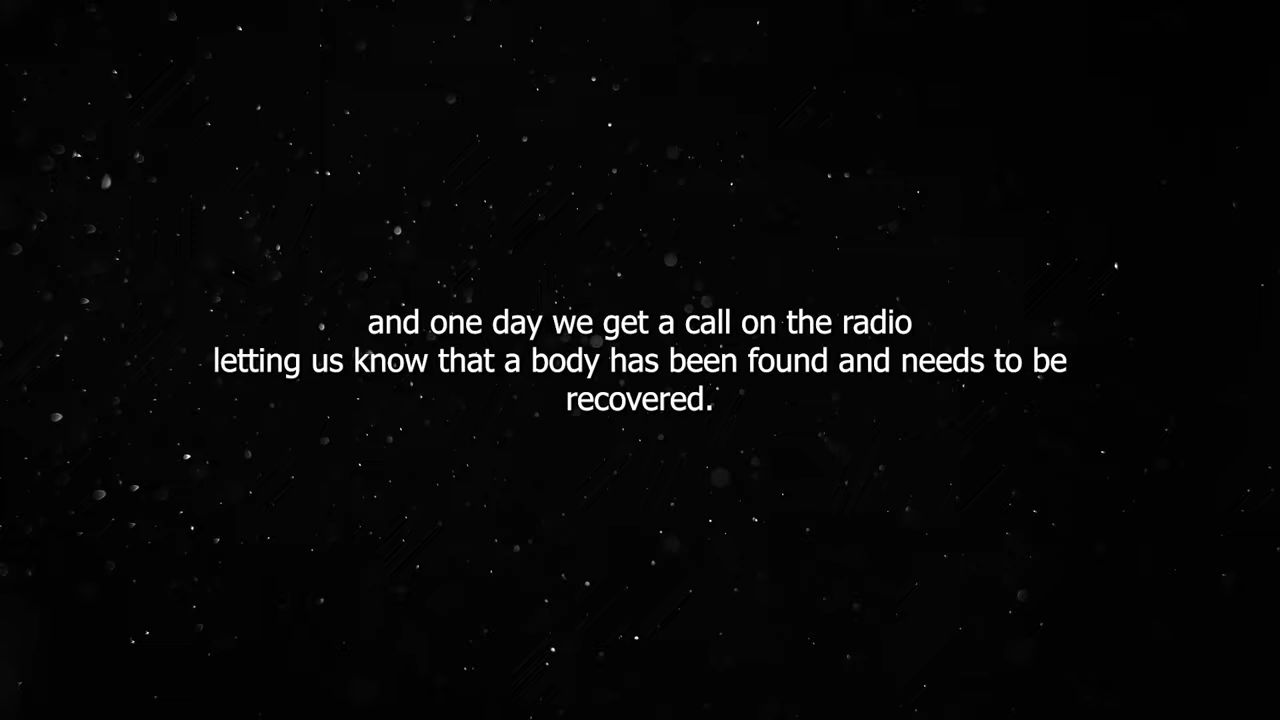 and one day we get a call on the radio
letting us know that a body has been found and needs to be
recovered.